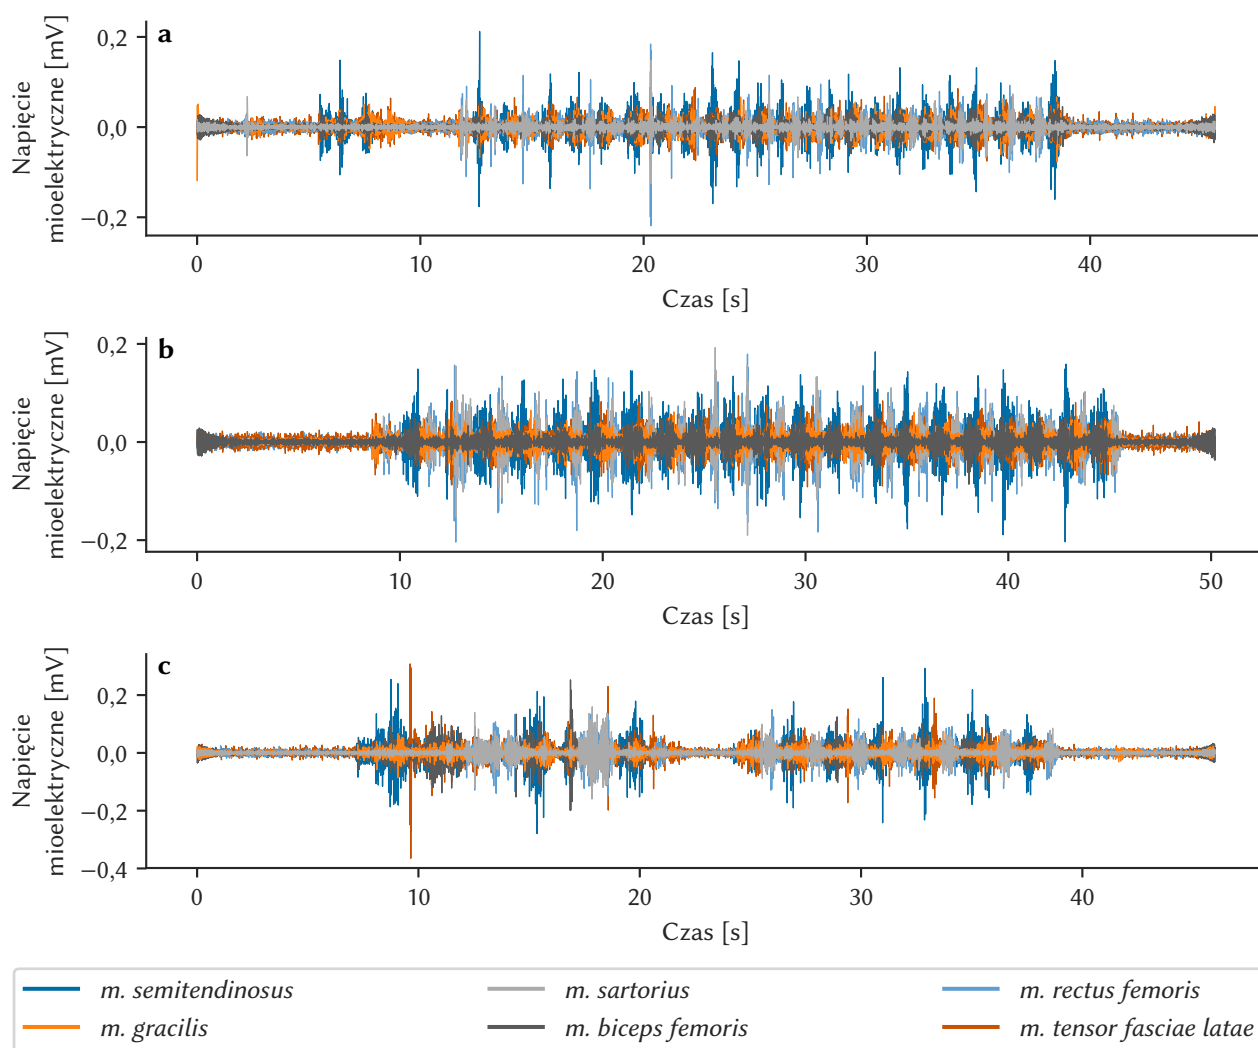 Napięcie
mioelektryczne [mV]
a
0,2
0,0
−0,2
0 10 20 30 40
Czas [s]
Napięcie
mioelektryczne [mV]
b
0,2
0,0
−0,2
0 10 20 30 40 50
Czas [s]
Napięcie
mioelektryczne [mV]
c
0,2
0,0
−0,2
−0,4
0 10 20 30 40
Czas [s]
m. semitendinosus m. sartorius m. rectus femoris
m. gracilis m. biceps femoris m. tensor fasciae latae